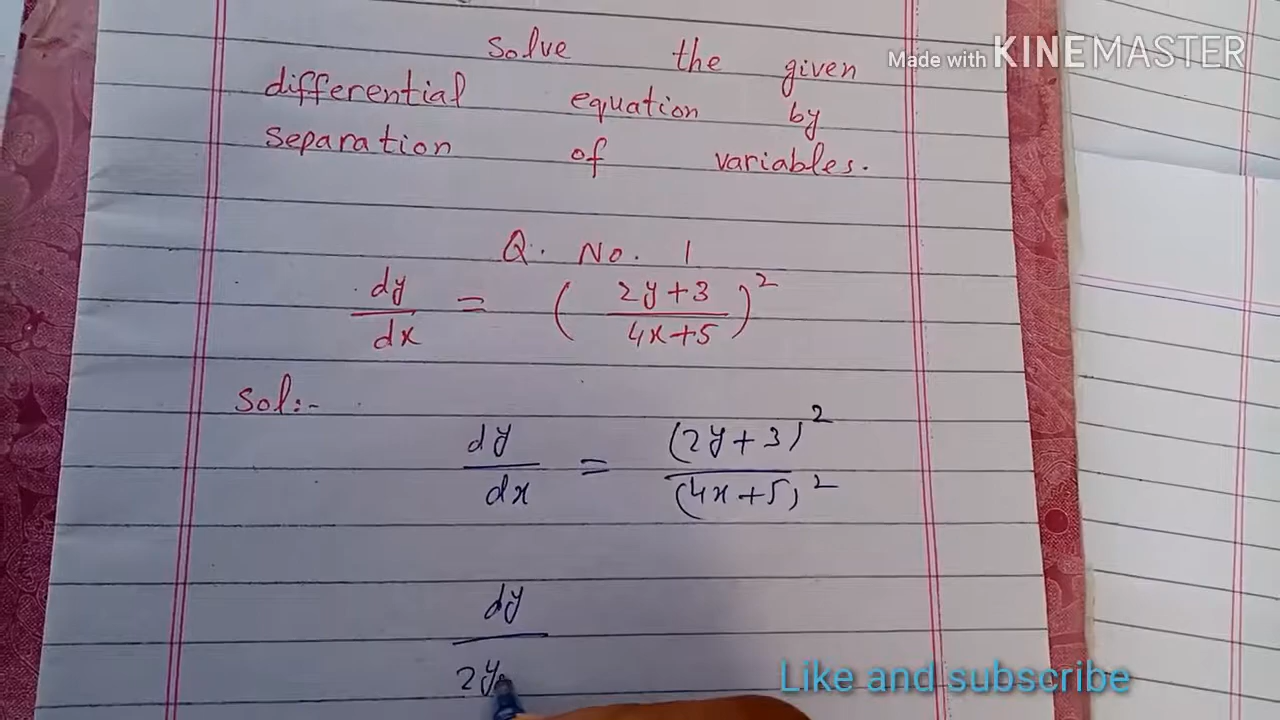 Made with KINEMASTER
Solve the given
differential equation by
separation of variables.
Q. No. 1
dy/dx = (2y+3/4x+5)²
Sol:-
dy/dx = (2y+3)²/(4x+5)²
dy
2y
Like and subscribe